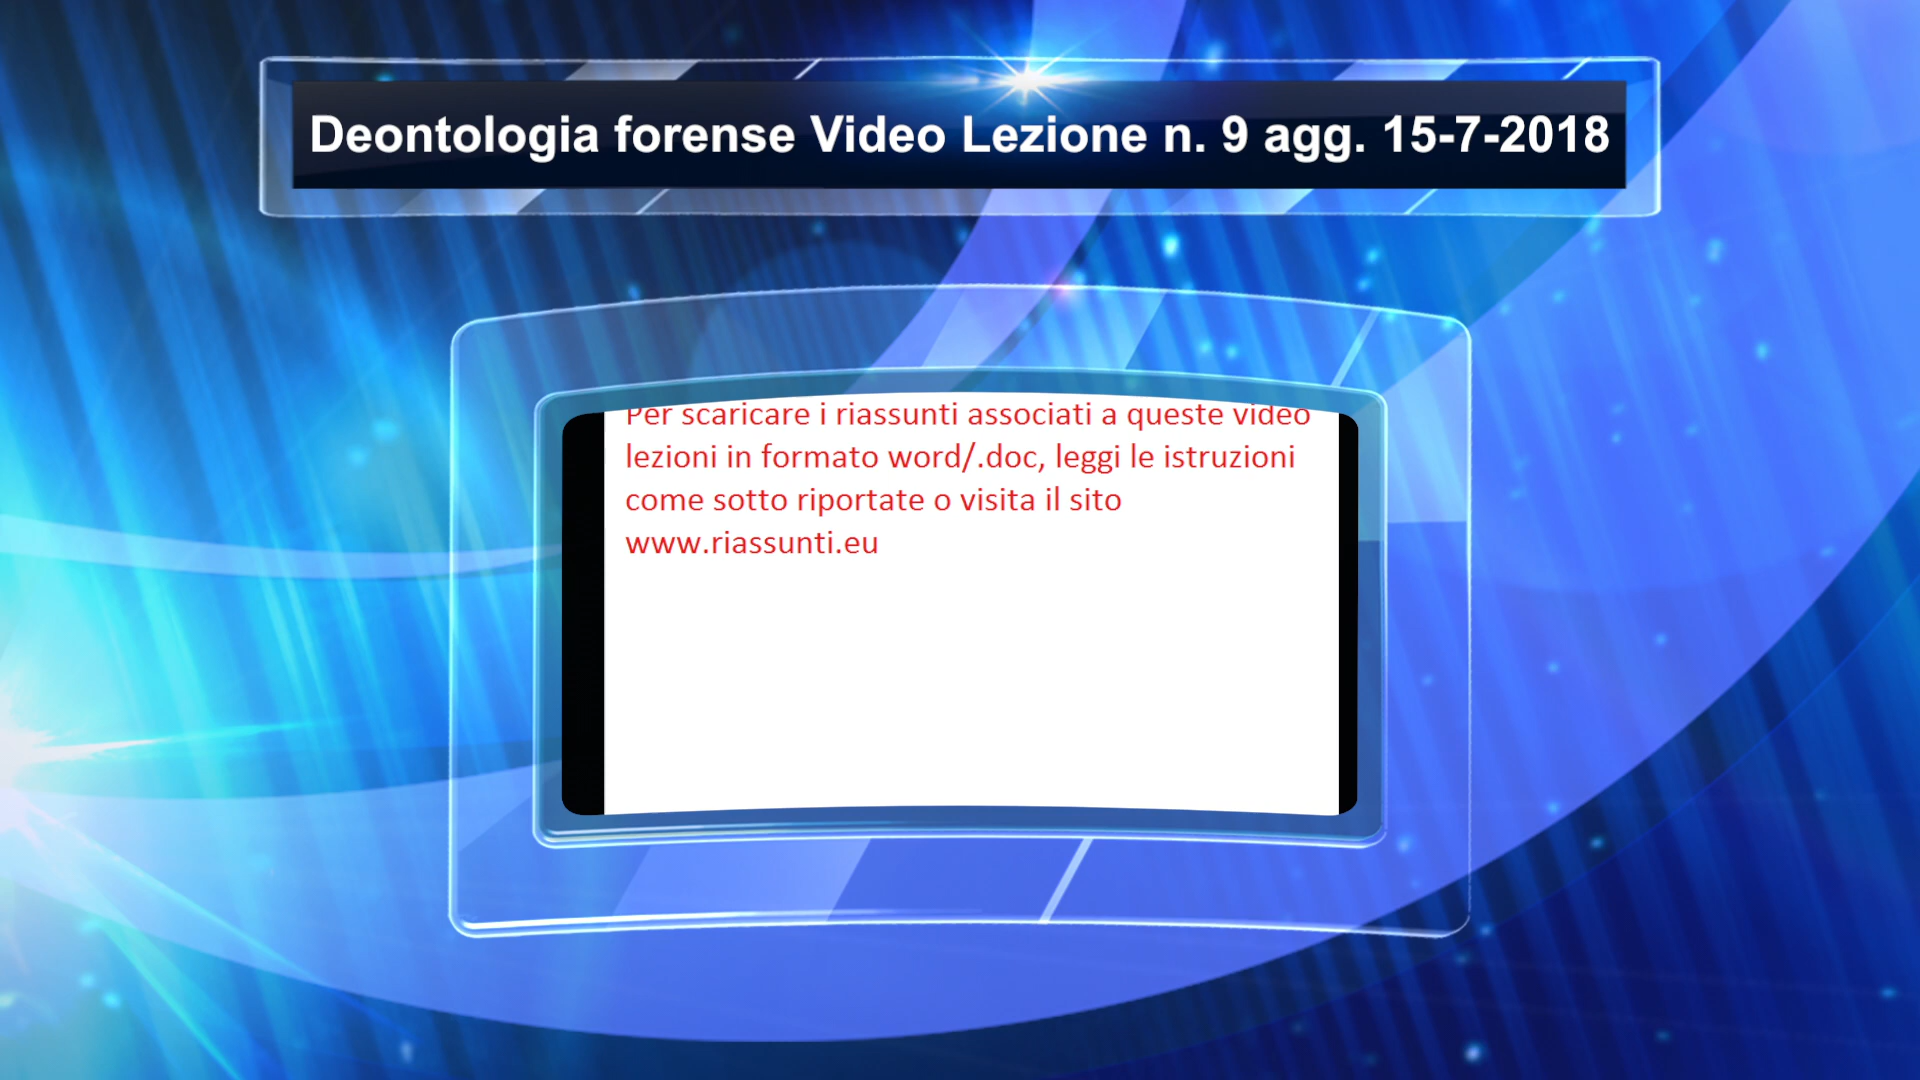 Deontologia forense Video Lezione n. 9 agg. 15-7-2018
Per scaricare i riassunti associati a queste video
lezioni in formato word/.doc, leggi le istruzioni
come sotto riportate o visita il sito
www.riassunti.eu